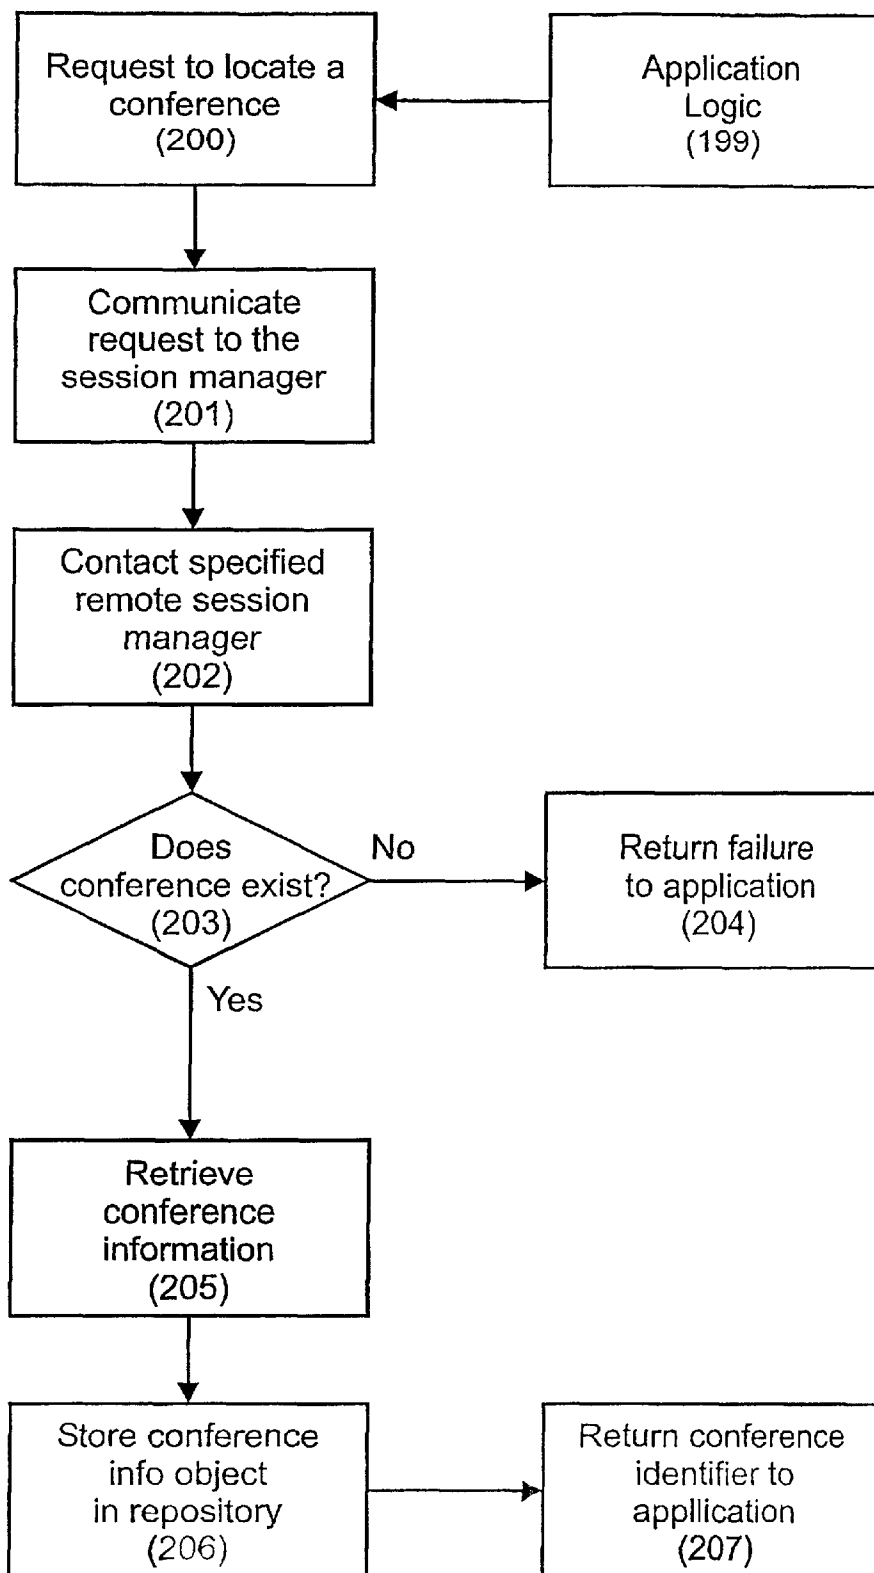 Request to locate a
conference
(200)
Application
Logic
(199)
Communicate
request to the
session manager
(201)
Contact specified
remote session
manager
(202)
Does
conference exist?
(203)
No
Return failure
to application
(204)
Yes
Retrieve
conference
information
(205)
Store conference
info object
in repository
(206)
Return conference
identifier to
appllication
(207)